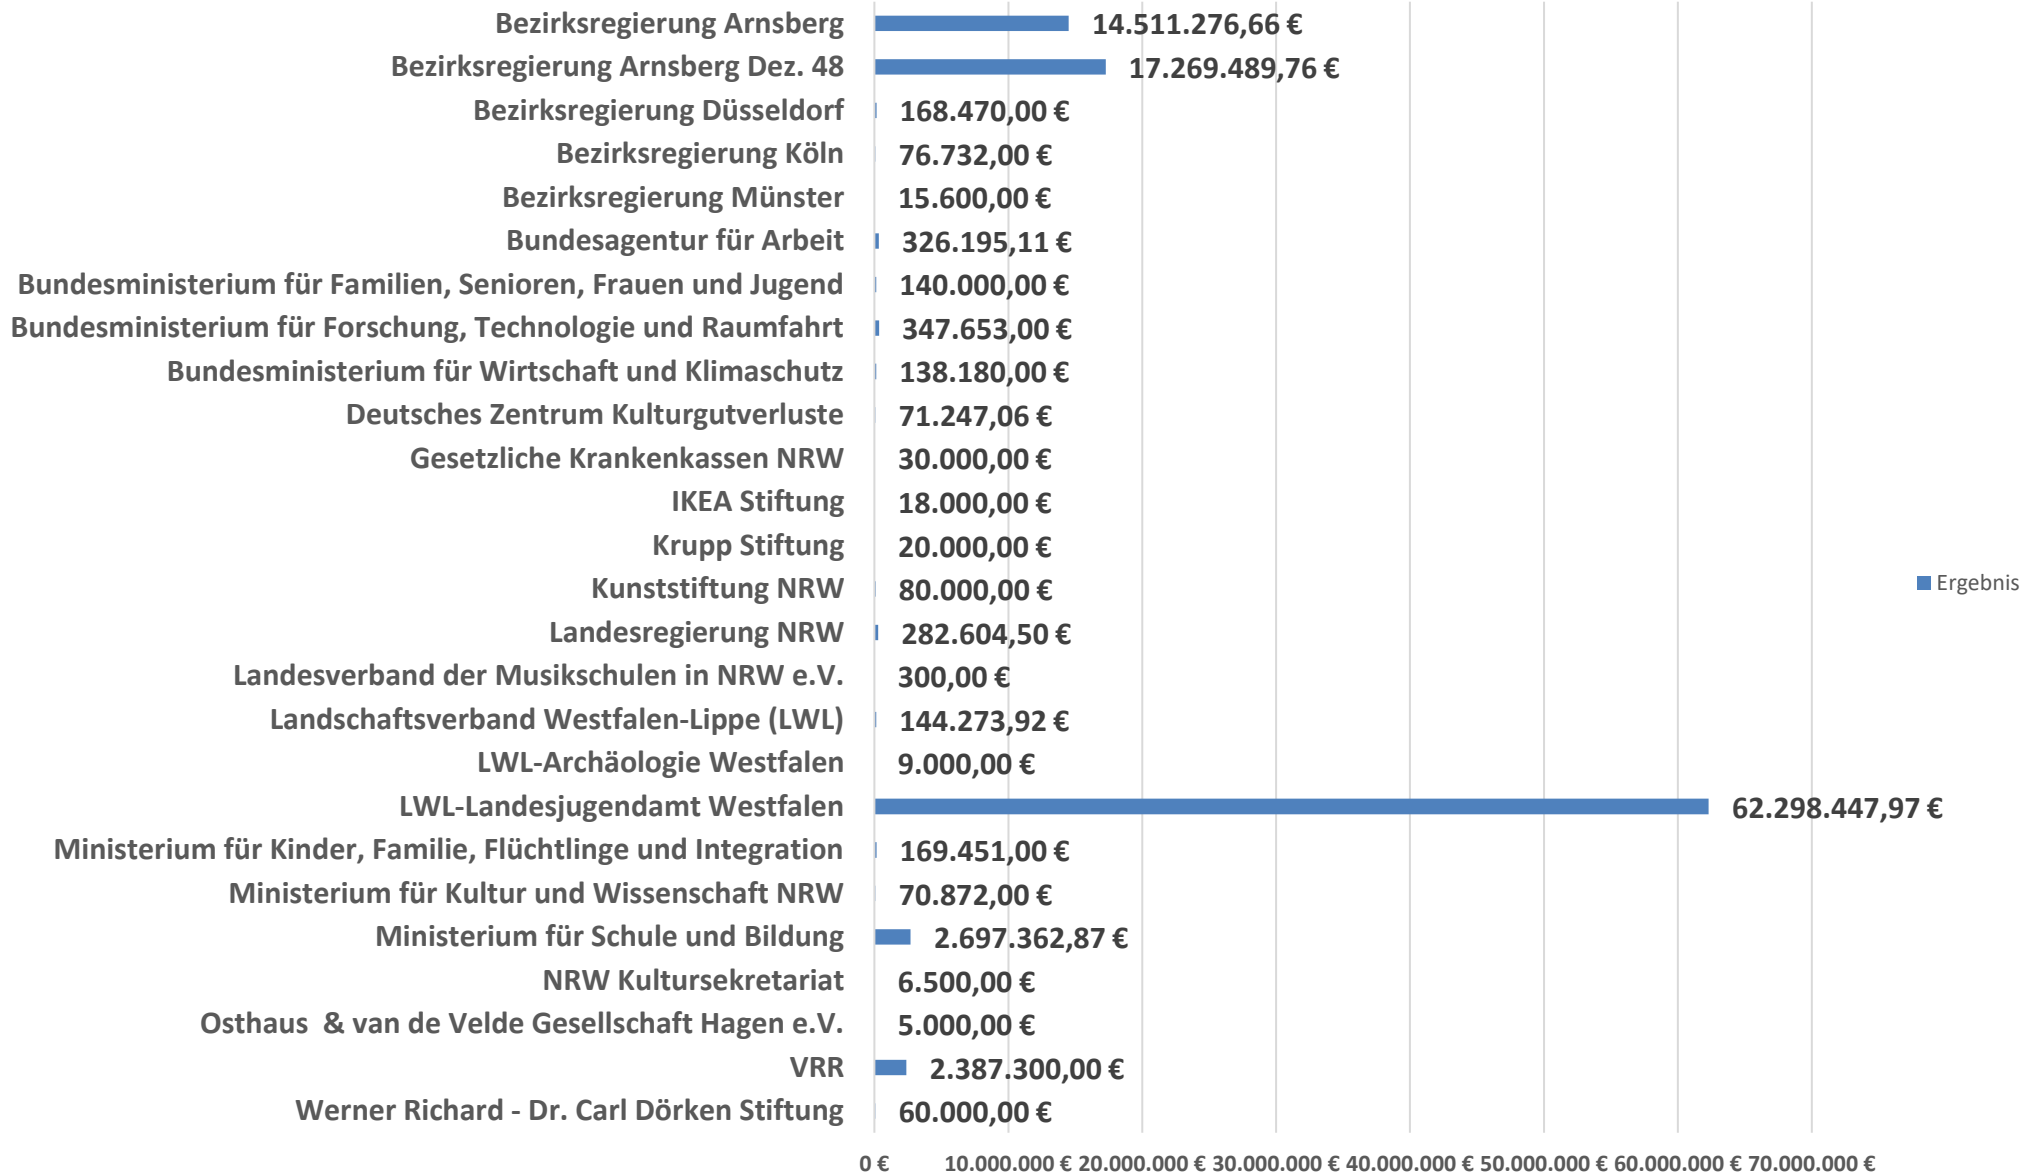 Bezirksregierung Arnsberg 14.511.276,66 €
Bezirksregierung Arnsberg Dez. 48 17.269.489,76 €
Bezirksregierung Düsseldorf 168.470,00 €
Bezirksregierung Köln 76.732,00 €
Bezirksregierung Münster 15.600,00 €
Bundesagentur für Arbeit 326.195,11 €
Bundesministerium für Familien, Senioren, Frauen und Jugend 140.000,00 €
Bundesministerium für Forschung, Technologie und Raumfahrt 347.653,00 €
Bundesministerium für Wirtschaft und Klimaschutz 138.180,00 €
Deutsches Zentrum Kulturgutverluste 71.247,06 €
Gesetzliche Krankenkassen NRW 30.000,00 €
IKEA Stiftung 18.000,00 €
Krupp Stiftung 20.000,00 €
Kunststiftung NRW 80.000,00 €
Ergebnis
Landesregierung NRW 282.604,50 €
Landesverband der Musikschulen in NRW e.V. 300,00 €
Landschaftsverband Westfalen-Lippe (LWL) 144.273,92 €
LWL-Archäologie Westfalen 9.000,00 €
LWL-Landesjugendamt Westfalen 62.298.447,97 €
Ministerium für Kinder, Familie, Flüchtlinge und Integration 169.451,00 €
Ministerium für Kultur und Wissenschaft NRW 70.872,00 €
Ministerium für Schule und Bildung 2.697.362,87 €
NRW Kultursekretariat 6.500,00 €
Osthaus & van de Velde Gesellschaft Hagen e.V. 5.000,00 €
VRR 2.387.300,00 €
Werner Richard - Dr. Carl Dörken Stiftung 60.000,00 €
0 € 10.000.000 € 20.000.000 € 30.000.000 € 40.000.000 € 50.000.000 € 60.000.000 € 70.000.000 €